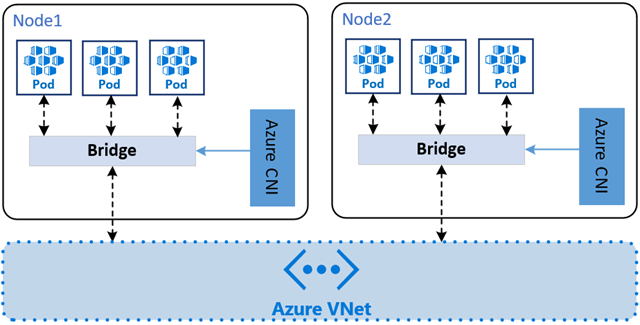 Node1
Pod
Pod
Pod
Bridge
Azure CNI
Node2
Pod
Pod
Pod
Bridge
Azure CNI
Azure VNet